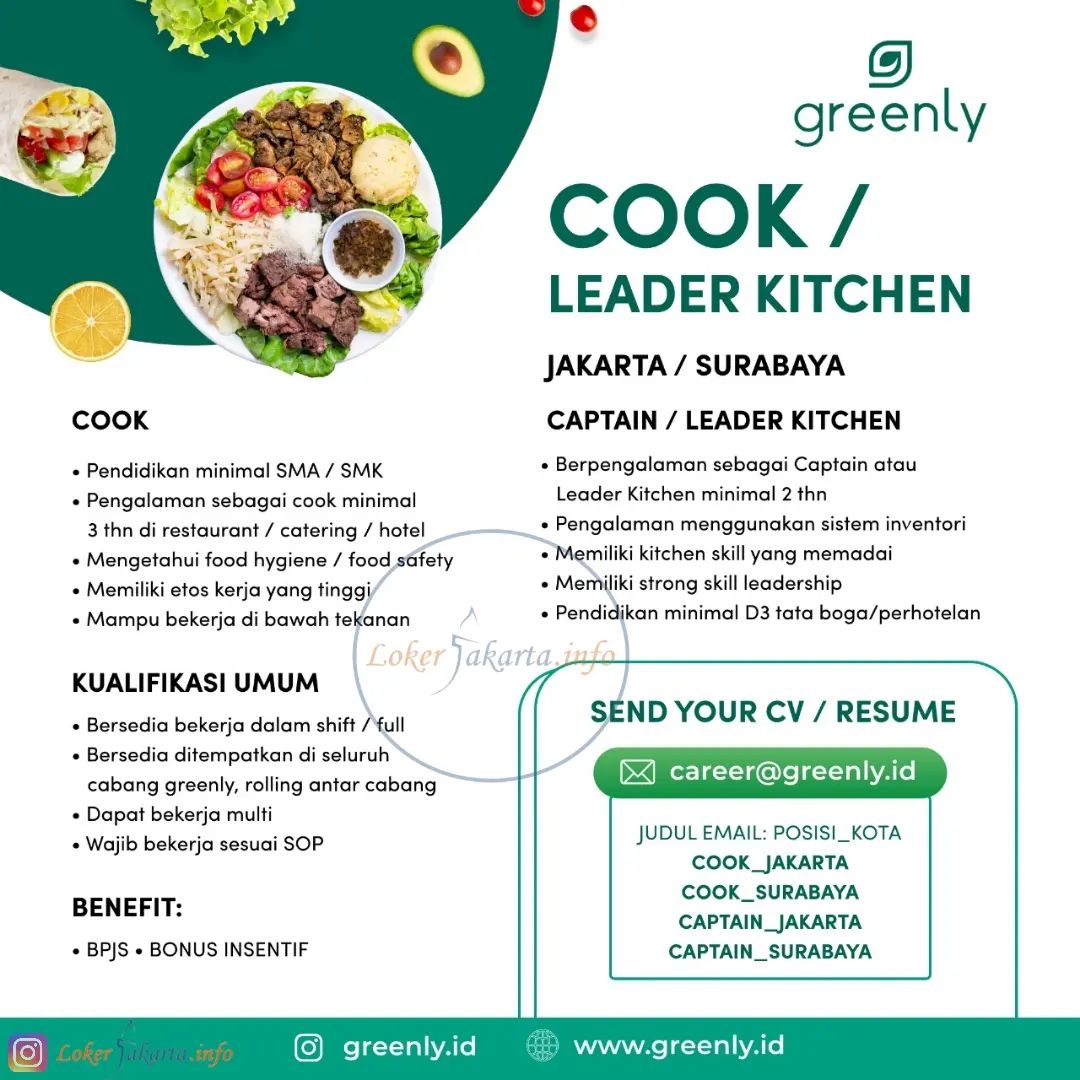 greenly
COOK /
LEADER KITCHEN
JAKARTA / SURABAYA
COOK
• Pendidikan minimal SMA / SMK
• Pengalaman sebagai cook minimal
3 thn di restaurant / catering / hotel
• Mengetahui food hygiene / food safety
• Memiliki etos kerja yang tinggi
• Mampu bekerja di bawah tekanan
CAPTAIN / LEADER KITCHEN
• Berpengalaman sebagai Captain atau
Leader Kitchen minimal 2 thn
• Pengalaman menggunakan sistem inventori
• Memiliki kitchen skill yang memadai
• Memiliki strong skill leadership
• Pendidikan minimal D3 tata boga/perhotelan
Loker Jakarta.info
KUALIFIKASI UMUM
• Bersedia bekerja dalam shift / full
• Bersedia ditempatkan di seluruh
cabang greenly, rolling antar cabang
• Dapat bekerja multi
• Wajib bekerja sesuai SOP
BENEFIT:
• BPJS • BONUS INSENTIF
SEND YOUR CV / RESUME
career@greenly.id
JUDUL EMAIL: POSISI_KOTA
COOK_JAKARTA
COOK_SURABAYA
CAPTAIN_JAKARTA
CAPTAIN_SURABAYA
Loker Jakarta.info
greenly.id
www.greenly.id